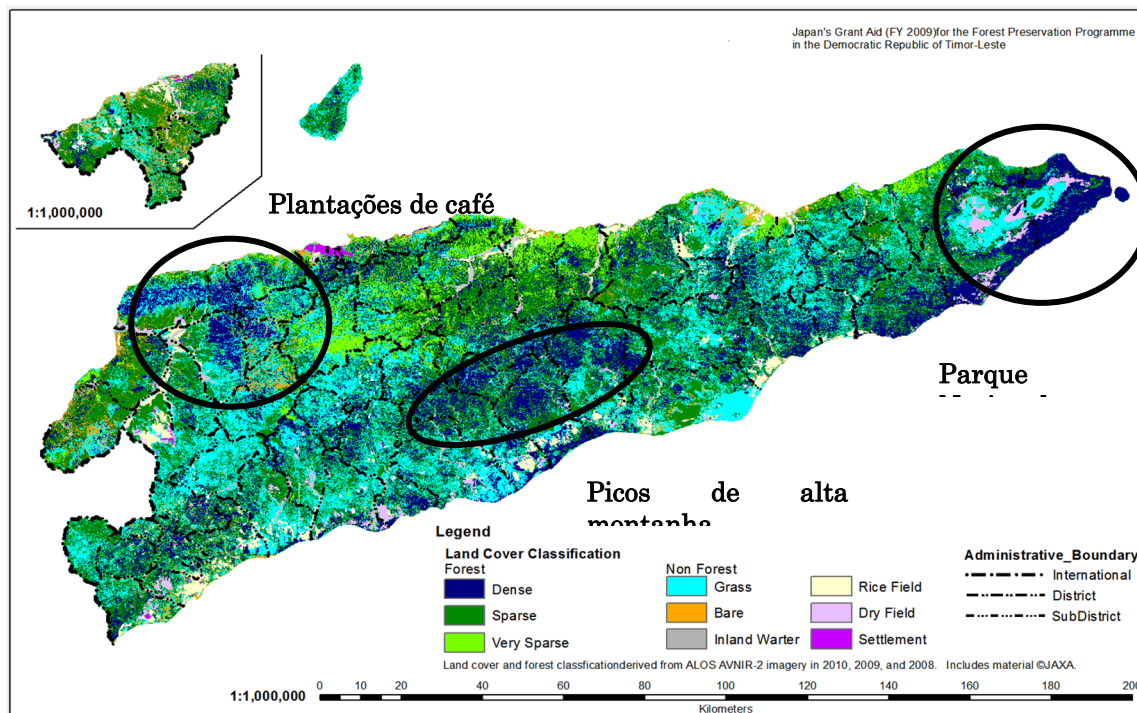 Japan's Grant Aid (FY 2009)for the Forest Preservation Programme
in the Democratic Republic of Timor-Leste
1:1,000,000
Plantações de café
Parque
Picos de alta
montanha
Legend
Land Cover Classification
Forest
Dense
Sparse
Very Sparse
Non Forest
Grass
Bare
Inland Warter
Rice Field
Dry Field
Settlement
Administrative_Boundary
International
District
SubDistrict
Land cover and forest classificationderived from ALOS AVNIR-2 imagery in 2010, 2009, and 2008. Includes material ©JAXA.
1:1,000,000
0 5 10 20 40 60 80 100 120 140 160 180 200
Kilometers